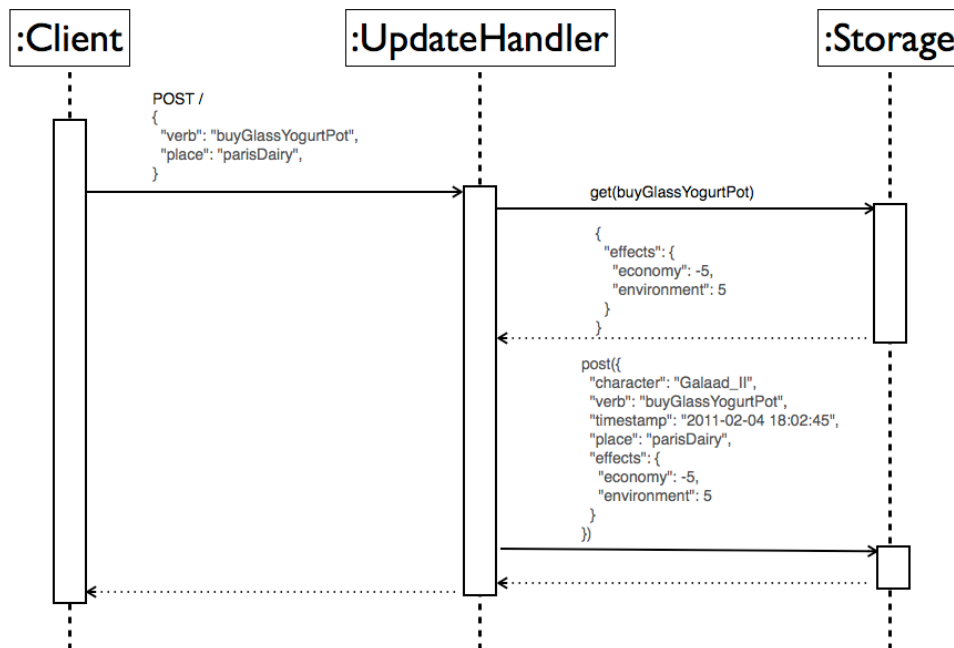 :Client
:UpdateHandler
:Storage
POST /
{
"verb": "buyGlassYogurtPot",
"place": "parisDairy",
}
get(buyGlassYogurtPot)
{
"effects": {
"economy": -5,
"environment": 5
}
}
post({
"character": "Galaad_II",
"verb": "buyGlassYogurtPot",
"timestamp": "2011-02-04 18:02:45",
"place": "parisDairy",
"effects": {
"economy": -5,
"environment": 5
}
})